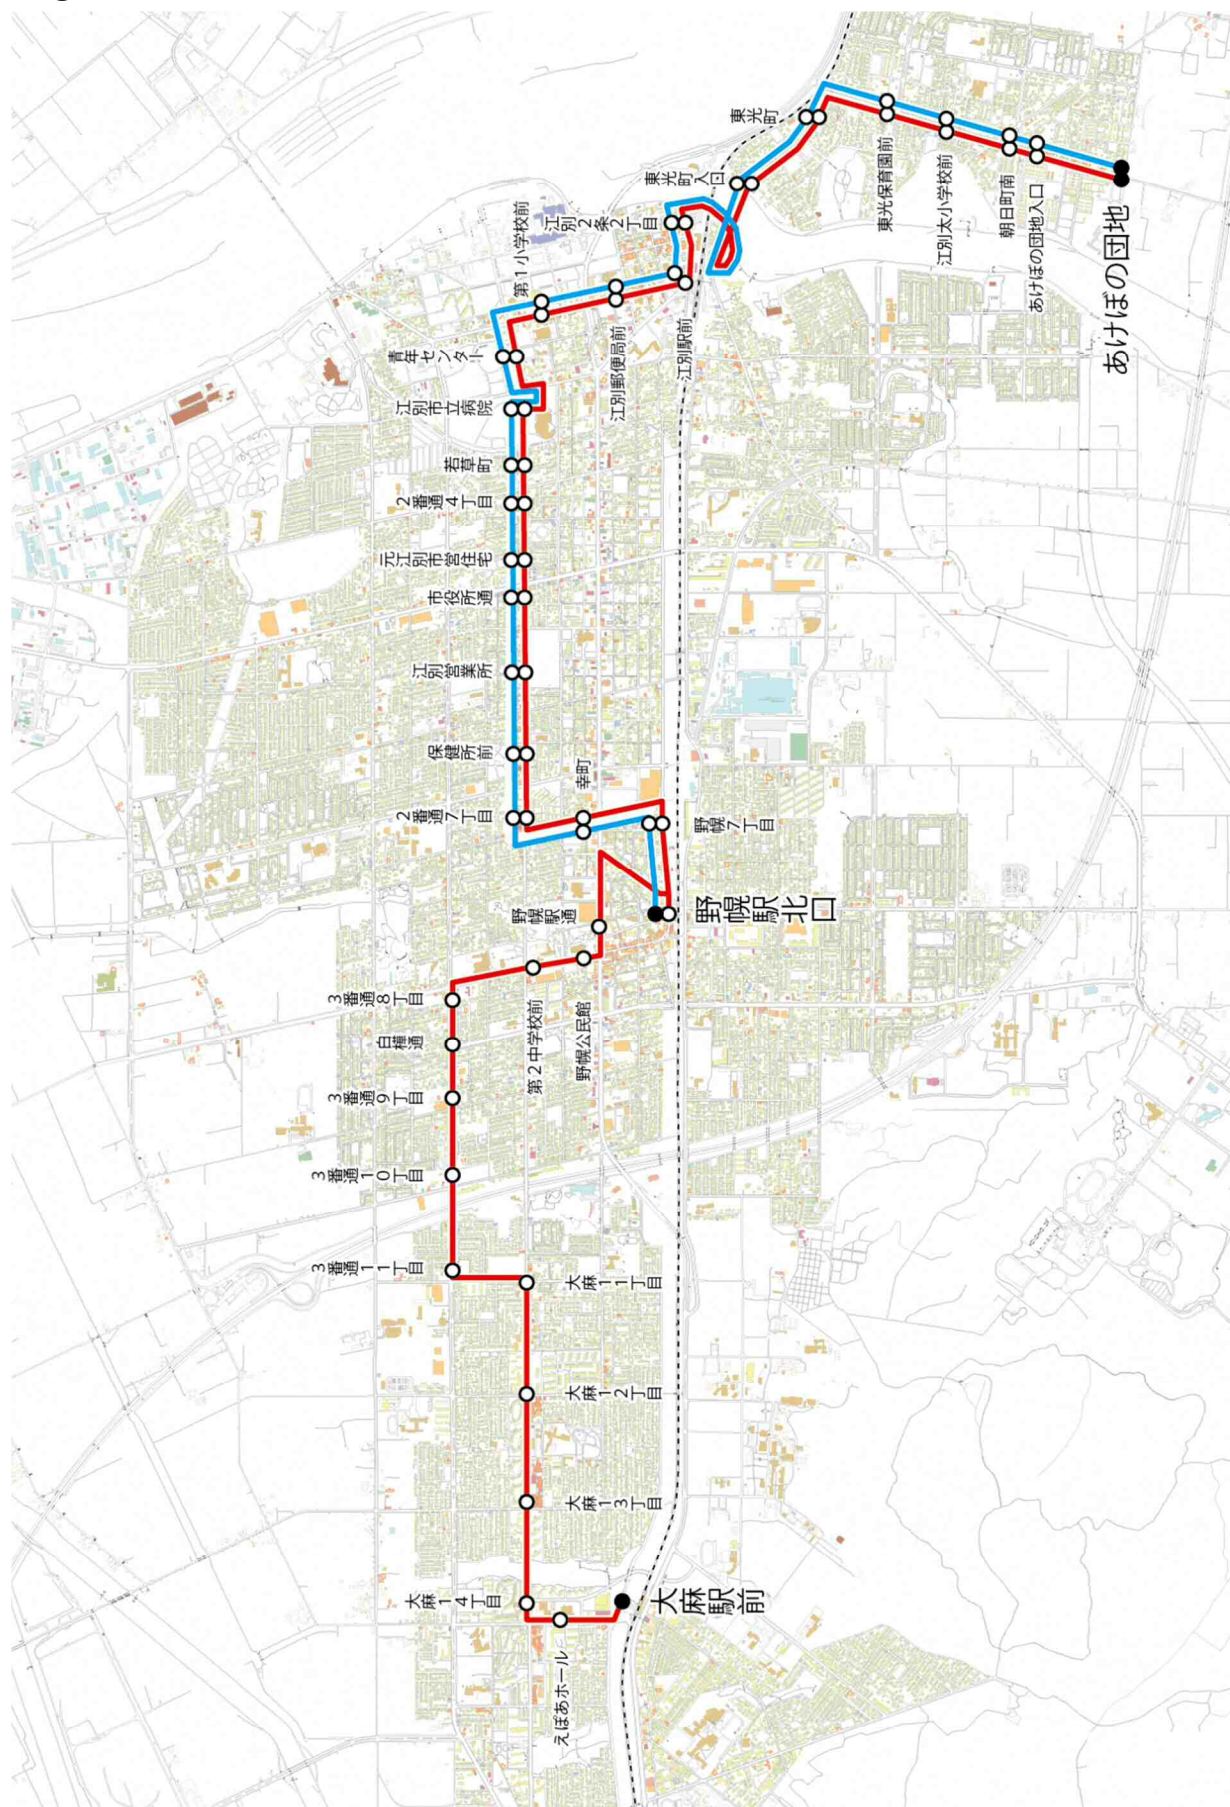 東光町
東光町入口
東光保育園前
江別太小学校前
朝日町南
あけぼの団地入口
あけぼの団地
江別2条2丁目
第1小学校前
江別郵便局前
江別駅前
青年センター
江別市立病院
若草町
2番通4丁目
元江別市営住宅
市役所通
江別営業所
保健所前
2番通7丁目
幸町
野幌7丁目
野幌駅北口
野幌駅通
野幌公民館
第2中学校前
3番通8丁目
白樺通
3番通9丁目
3番通10丁目
3番通11丁目
大麻11丁目
大麻12丁目
大麻13丁目
大麻14丁目
えぽあホール
大麻駅前